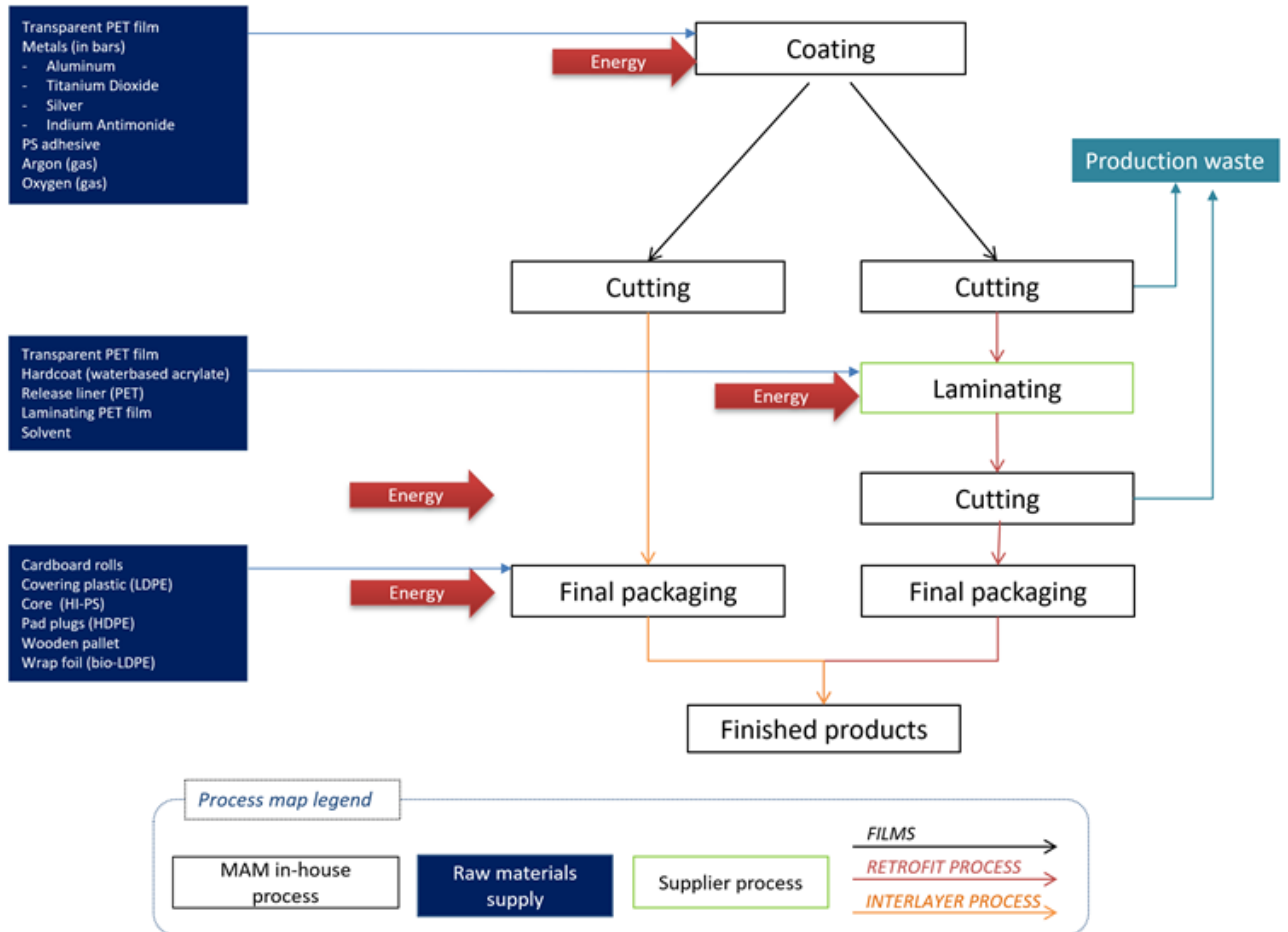 Transparent PET film
Metals (in bars)
- Aluminum
- Titanium Dioxide
- Silver
- Indium Antimonide
PS adhesive
Argon (gas)
Oxygen (gas)
Energy
Coating
Production waste
Cutting
Cutting
Transparent PET film
Hardcoat (waterbased acrylate)
Release liner (PET)
Laminating PET film
Solvent
Energy
Laminating
Energy
Cutting
Cardboard rolls
Covering plastic (LDPE)
Core (HI-PS)
Pad plugs (HDPE)
Wooden pallet
Wrap foil (bio-LDPE)
Energy
Final packaging
Final packaging
Finished products
Process map legend
MAM in-house
process
Raw materials
supply
Supplier process
FILMS
RETROFIT PROCESS
INTERLAYER PROCESS